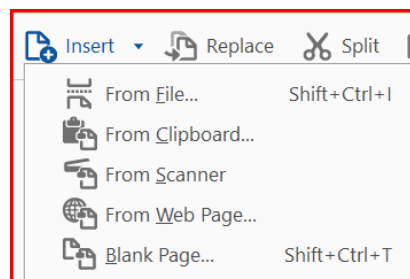 Insert Replace Split
From File... Shift+Ctrl+I
From Clipboard...
From Scanner
From Web Page...
Blank Page... Shift+Ctrl+T